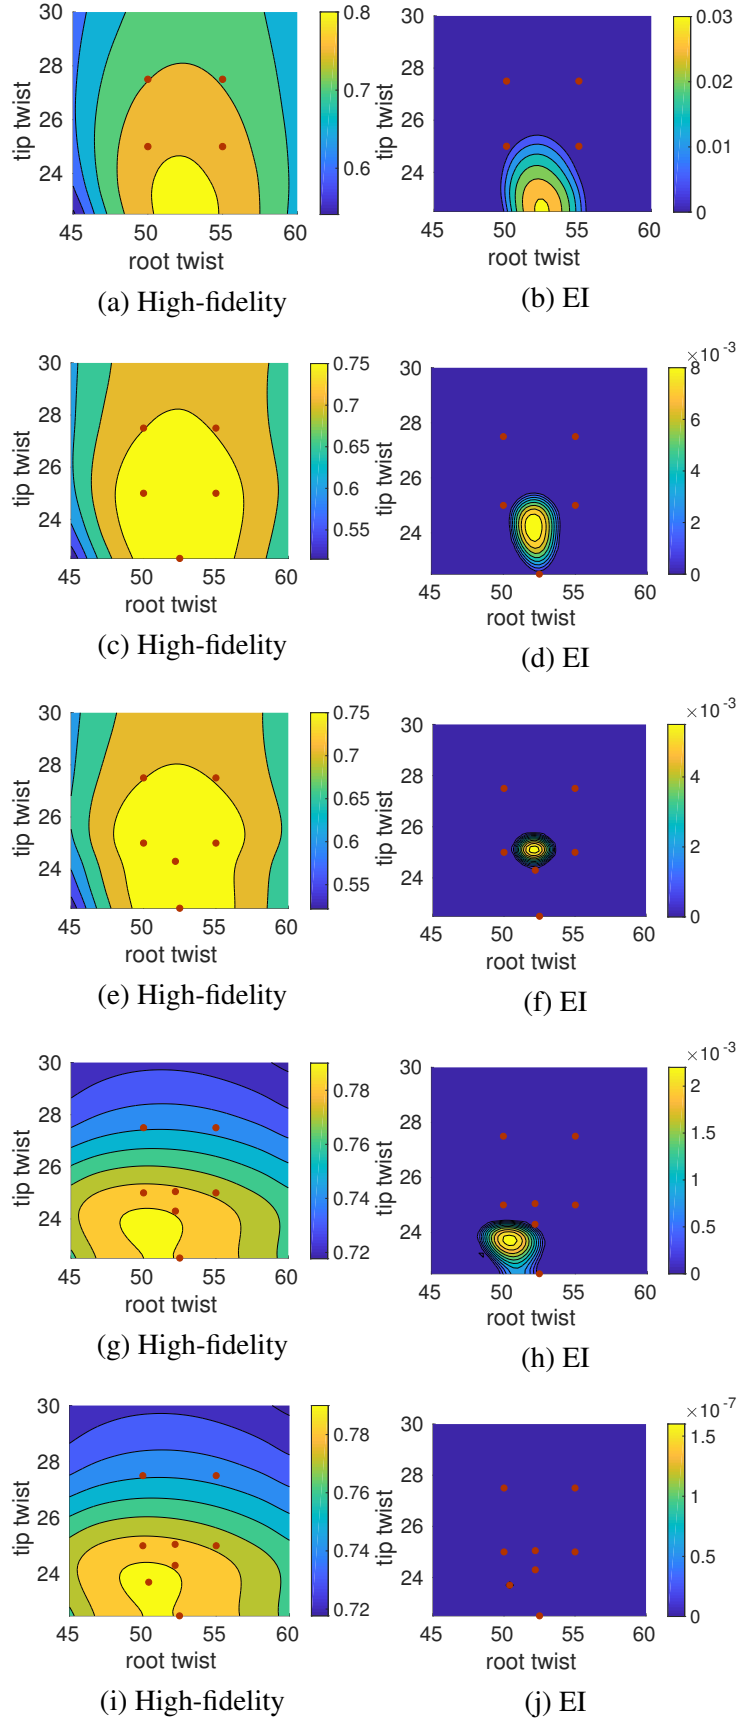 30
28
26
24
45 50 55 60
tip twist
root twist
0.8
0.7
0.6
(a) High-fidelity
30
28
26
24
45 50 55 60
tip twist
root twist
0.03
0.02
0.01
0
(b) EI
30
28
26
24
45 50 55 60
tip twist
root twist
0.75
0.7
0.65
0.6
0.55
(c) High-fidelity
30
28
26
24
45 50 55 60
tip twist
root twist
×10⁻³
8
6
4
2
0
(d) EI
30
28
26
24
45 50 55 60
tip twist
root twist
0.75
0.7
0.65
0.6
0.55
(e) High-fidelity
30
28
26
24
45 50 55 60
tip twist
root twist
×10⁻³
4
2
0
(f) EI
30
28
26
24
45 50 55 60
tip twist
root twist
0.78
0.76
0.74
0.72
(g) High-fidelity
30
28
26
24
45 50 55 60
tip twist
root twist
×10⁻³
2
1.5
1
0.5
0
(h) EI
30
28
26
24
45 50 55 60
tip twist
root twist
0.78
0.76
0.74
0.72
(i) High-fidelity
30
28
26
24
45 50 55 60
tip twist
root twist
×10⁻⁷
1.5
1
0.5
0
(j) EI